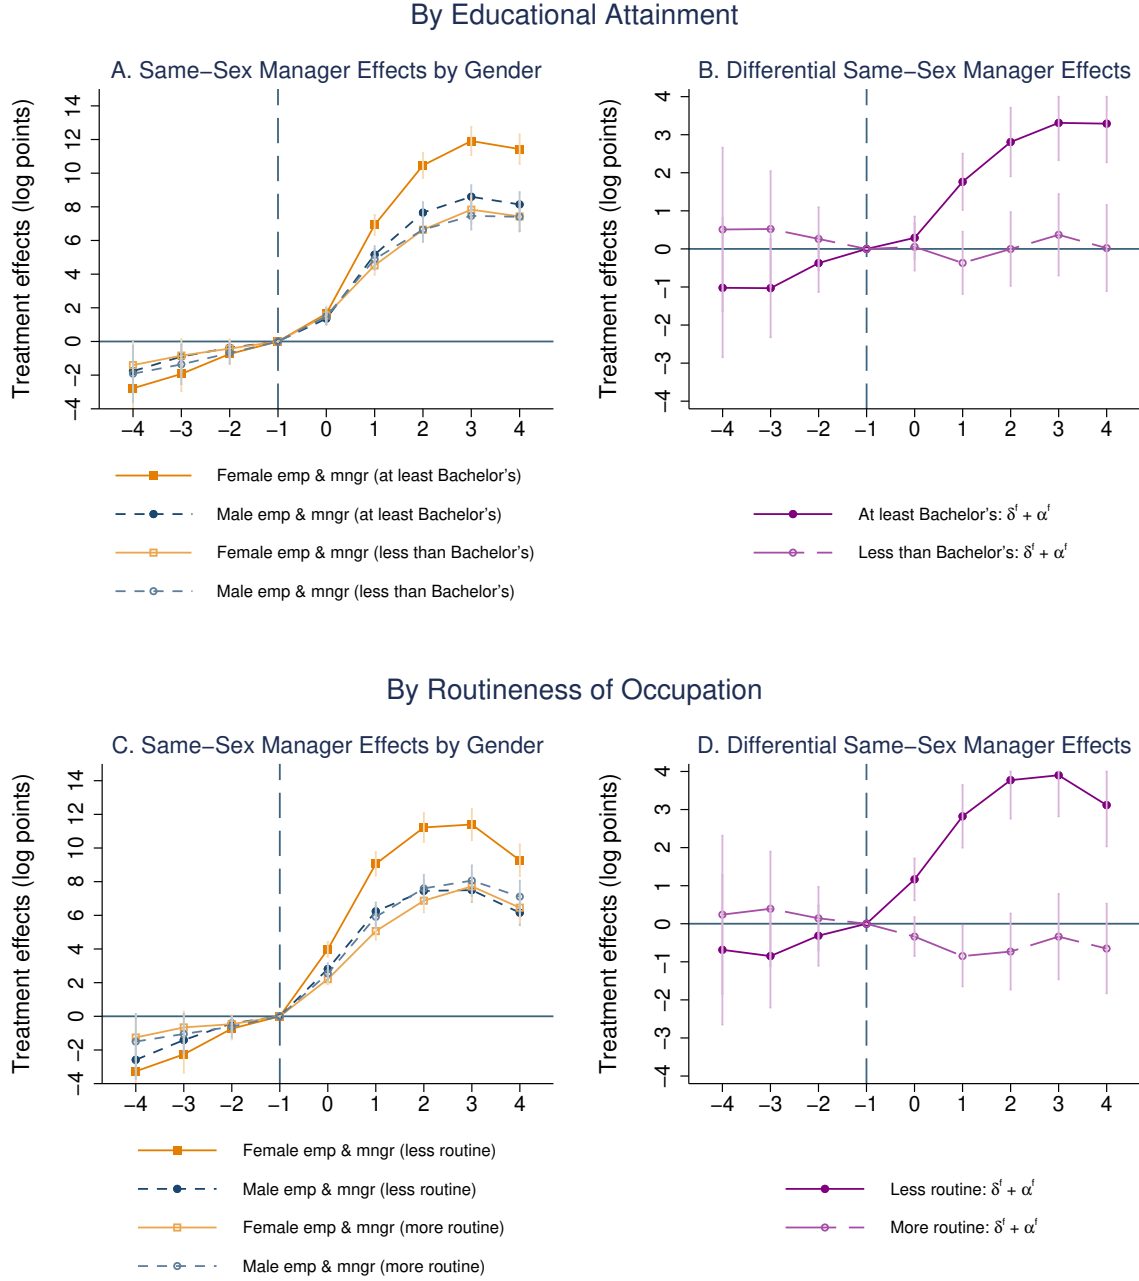 By Educational Attainment
A. Same−Sex Manager Effects by Gender
Treatment effects (log points)
14
12
10
8
6
4
2
0
−2
−4
−4 −3 −2 −1 0 1 2 3 4
Female emp & mngr (at least Bachelor's)
Male emp & mngr (at least Bachelor's)
Female emp & mngr (less than Bachelor's)
Male emp & mngr (less than Bachelor's)
B. Differential Same−Sex Manager Effects
Treatment effects (log points)
4
3
2
1
0
−1
−2
−3
−4
−4 −3 −2 −1 0 1 2 3 4
At least Bachelor's: δᶠ + αᶠ
Less than Bachelor's: δᶠ + αᶠ
By Routineness of Occupation
C. Same−Sex Manager Effects by Gender
Treatment effects (log points)
14
12
10
8
6
4
2
0
−2
−4
−4 −3 −2 −1 0 1 2 3 4
Female emp & mngr (less routine)
Male emp & mngr (less routine)
Female emp & mngr (more routine)
Male emp & mngr (more routine)
D. Differential Same−Sex Manager Effects
Treatment effects (log points)
4
3
2
1
0
−1
−2
−3
−4
−4 −3 −2 −1 0 1 2 3 4
Less routine: δᶠ + αᶠ
More routine: δᶠ + αᶠ